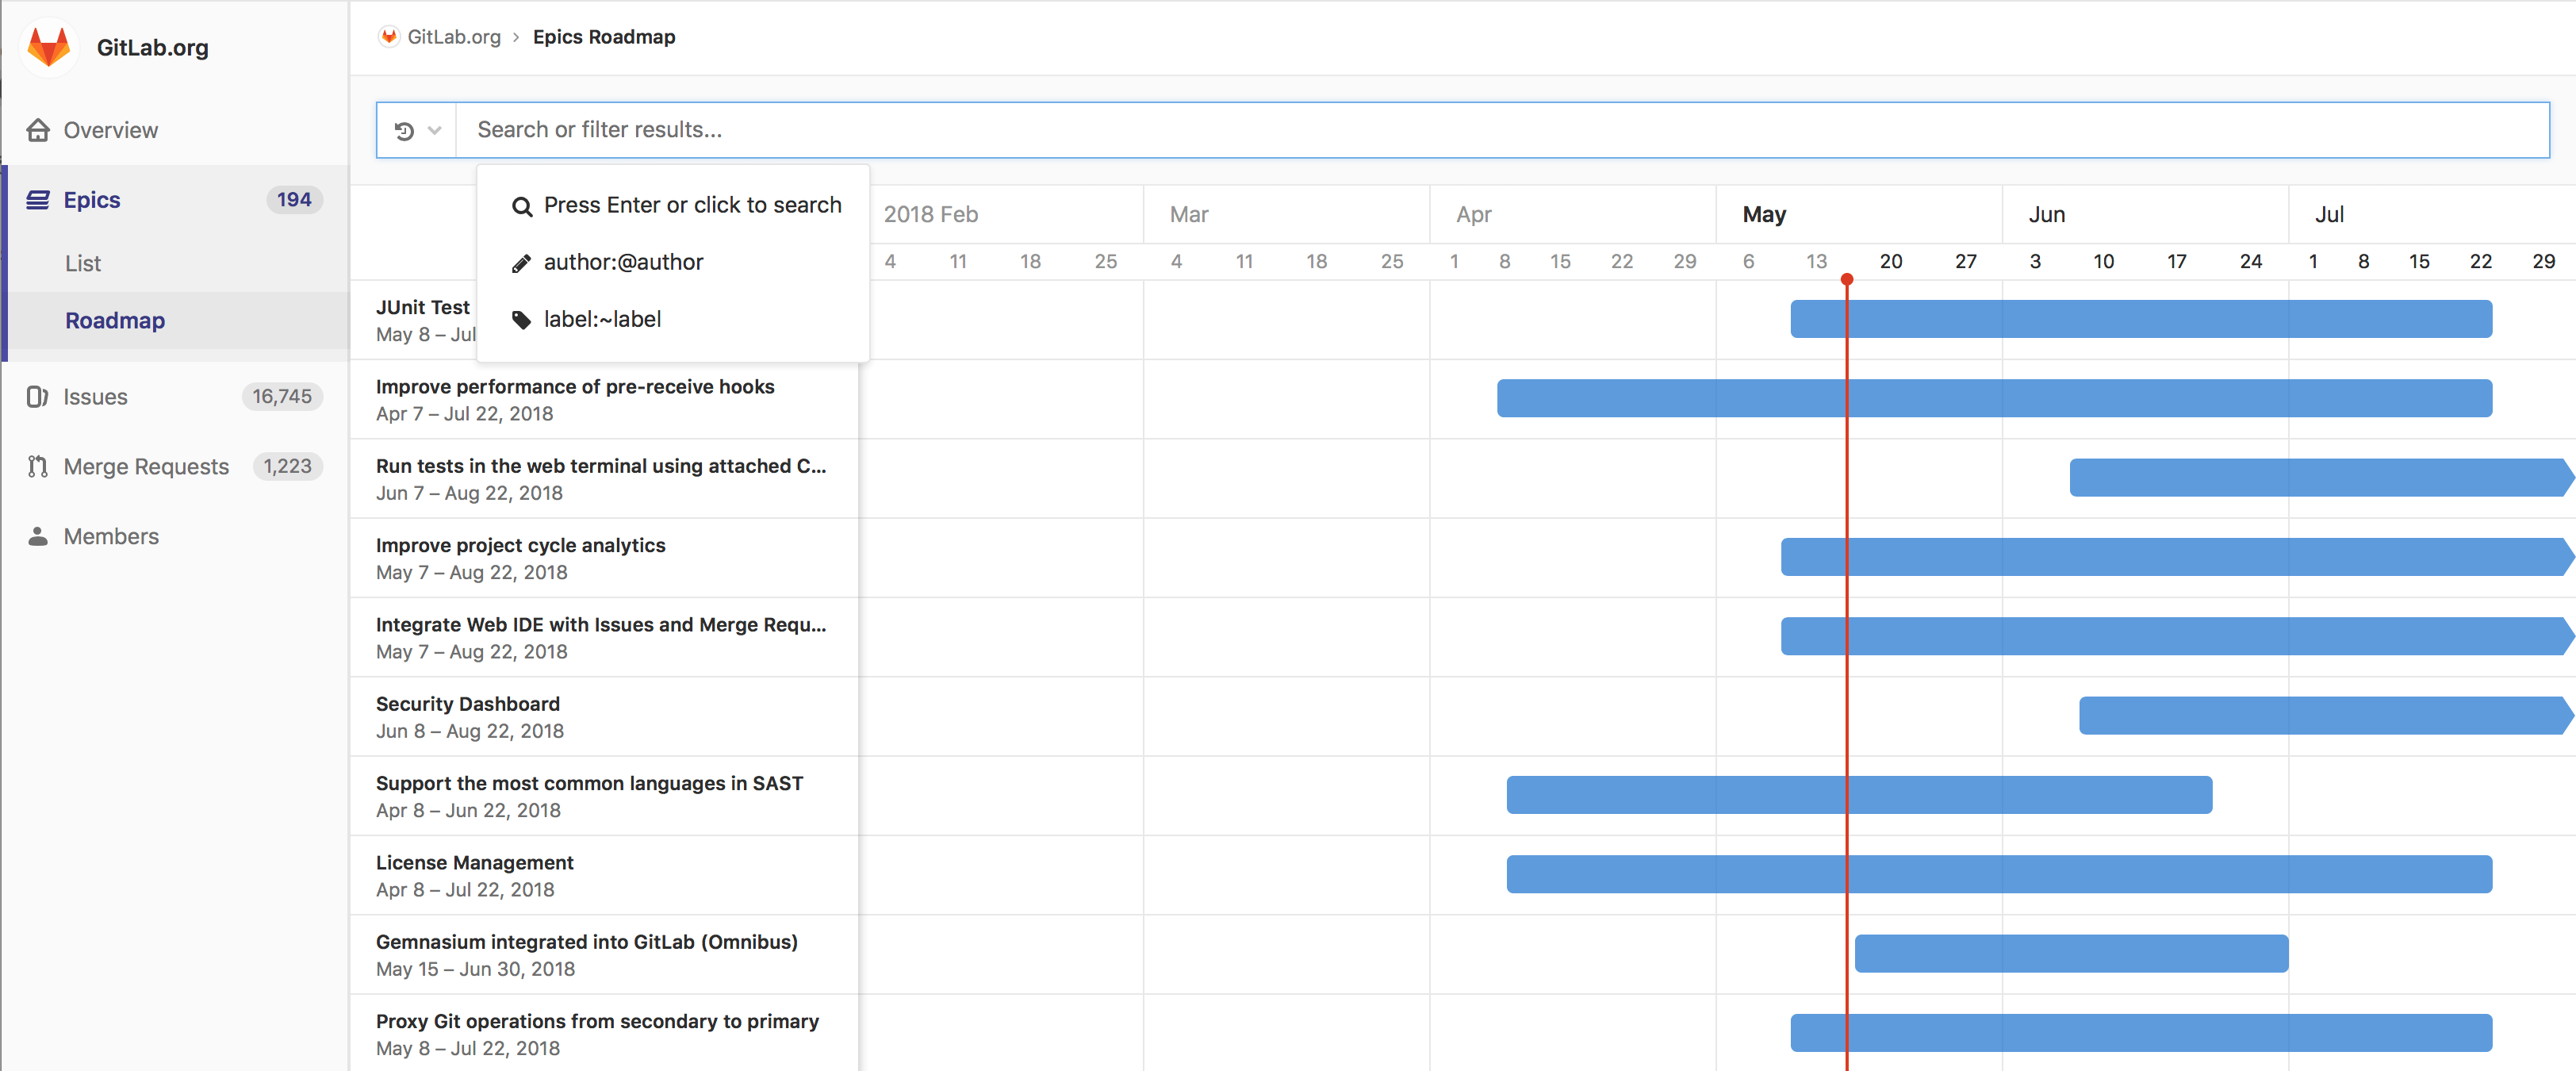 GitLab.org
Overview
Epics 194
List
Roadmap
Issues 16,745
Merge Requests 1,223
Members
GitLab.org › Epics Roadmap
Search or filter results...
Press Enter or click to search
author:@author
label:~label
2018 Feb Mar Apr May Jun Jul
4 11 18 25 4 11 18 25 1 8 15 22 29 6 13 20 27 3 10 17 24 1 8 15 22 29
JUnit Test
May 8 – Jul
Improve performance of pre-receive hooks
Apr 7 – Jul 22, 2018
Run tests in the web terminal using attached C...
Jun 7 – Aug 22, 2018
Improve project cycle analytics
May 7 – Aug 22, 2018
Integrate Web IDE with Issues and Merge Requ...
May 7 – Aug 22, 2018
Security Dashboard
Jun 8 – Aug 22, 2018
Support the most common languages in SAST
Apr 8 – Jun 22, 2018
License Management
Apr 8 – Jul 22, 2018
Gemnasium integrated into GitLab (Omnibus)
May 15 – Jun 30, 2018
Proxy Git operations from secondary to primary
May 8 – Jul 22, 2018